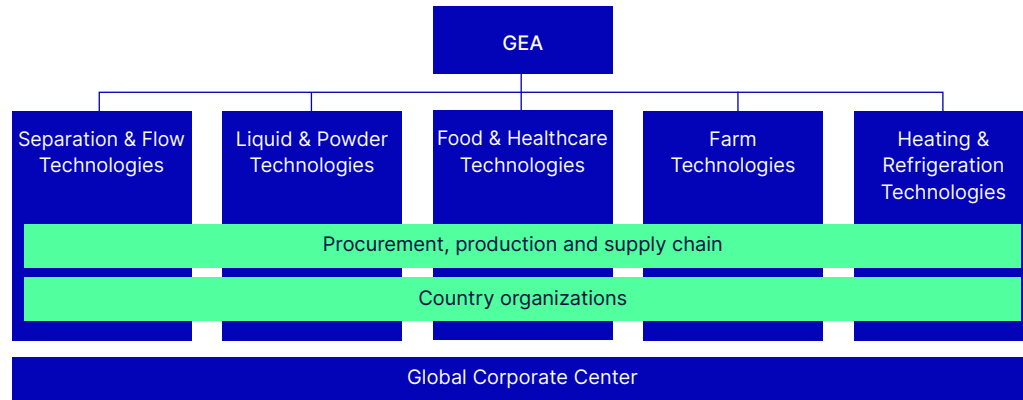 GEA
Separation & Flow
Technologies
Liquid & Powder
Technologies
Food & Healthcare
Technologies
Farm
Technologies
Heating &
Refrigeration
Technologies
Procurement, production and supply chain
Country organizations
Global Corporate Center